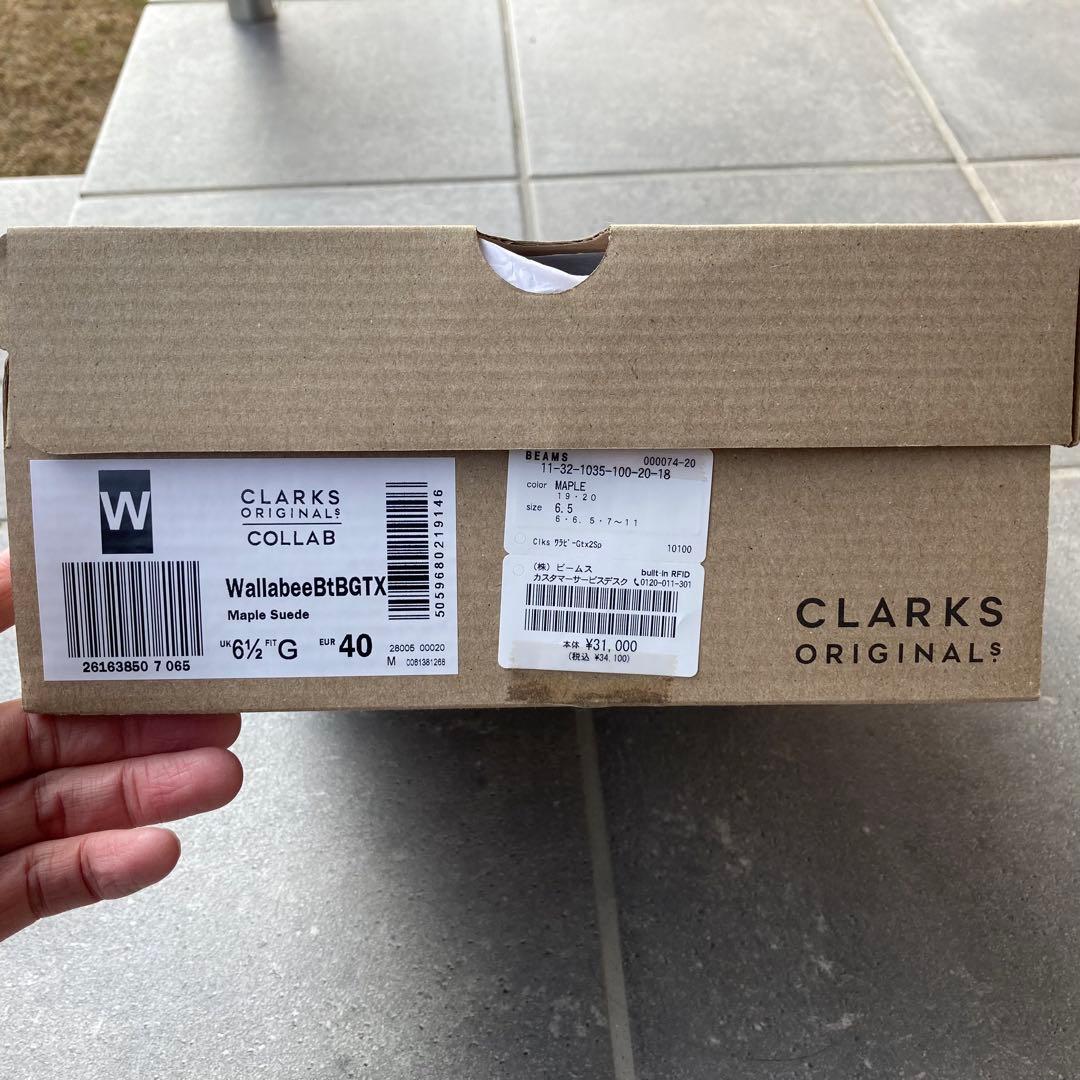 W
CLARKS
ORIGINALS
COLLAB
WallabeeBtBGTX
Maple Suede
UK 6½ FIT G EUR 40
26163850 7 065
28005 00020
M 0061381266
5059680219146
BEAMS 000074-20
11-32-1035-100-20-18
color MAPLE
19・20
size 6.5
6・6.5・7~11
Clks ワラビ-Gtx2Sp 10100
(株)ビームス built-in RFID
カスタマーサービスデスク 0120-011-301
本体 ¥31,000
(税込 ¥34,100)
CLARKS
ORIGINALS